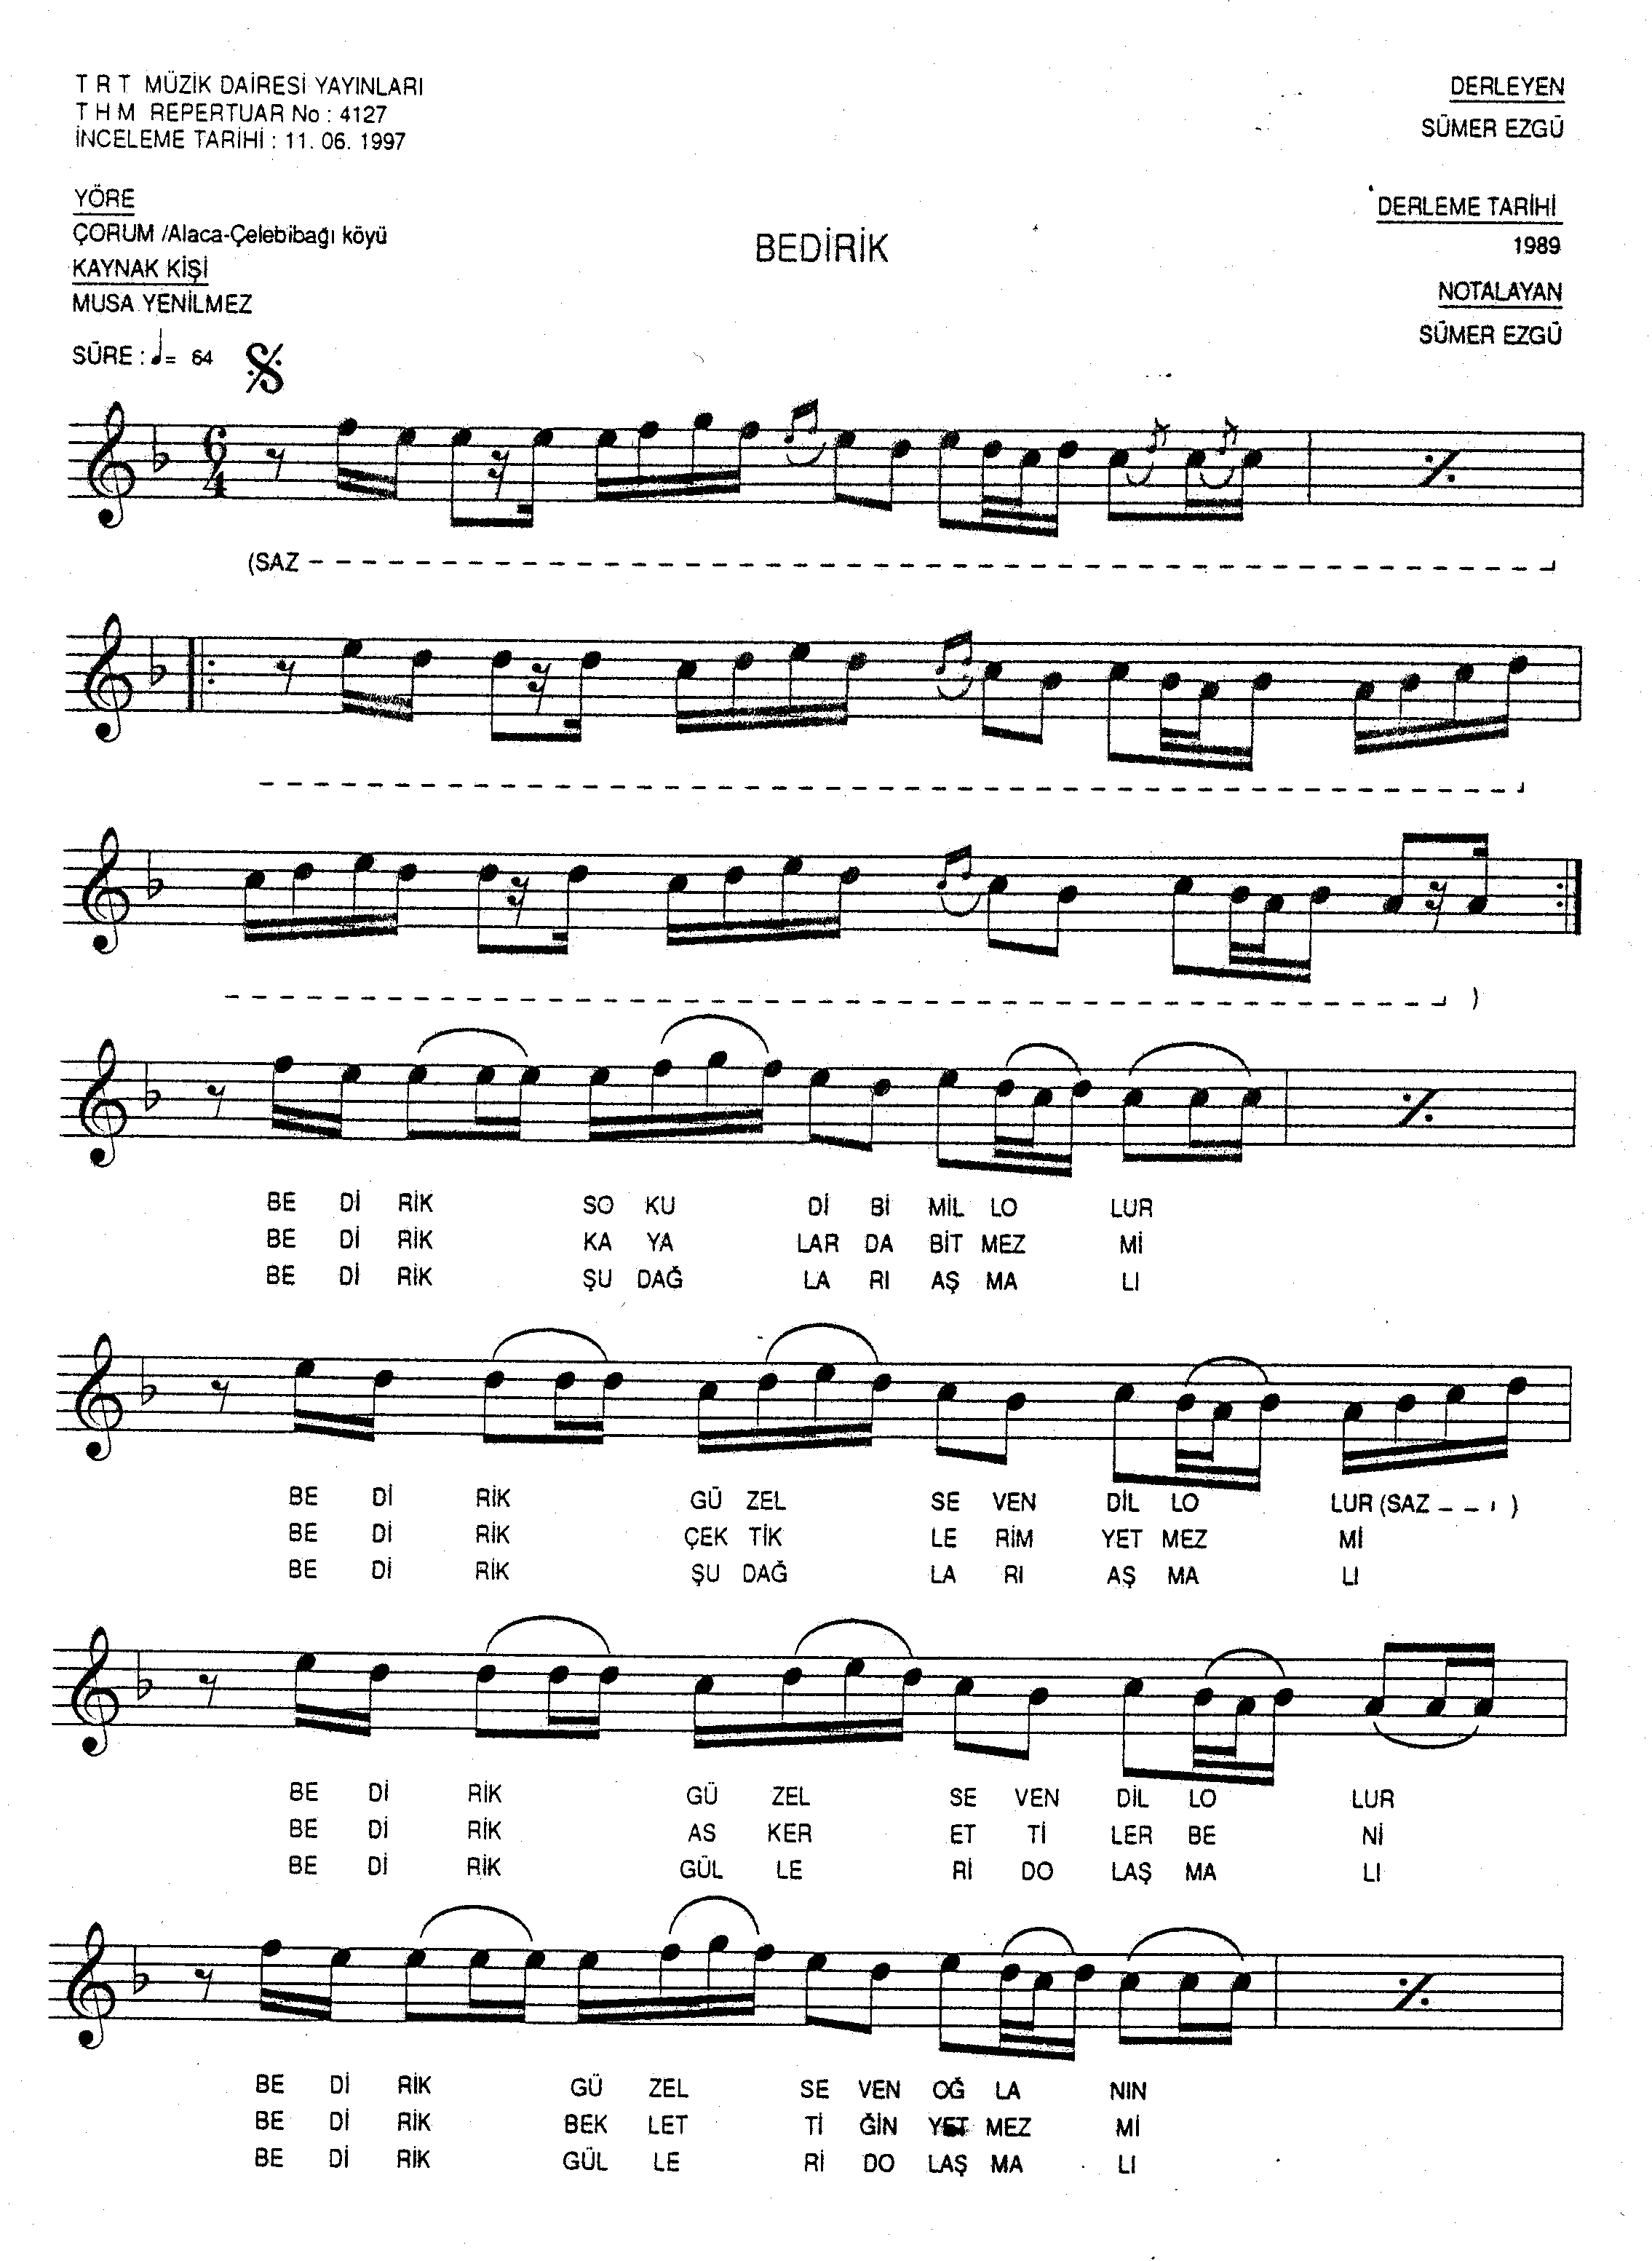 T R T MÜZİK DAİRESİ YAYINLARI
T H M REPERTUAR No : 4127
İNCELEME TARİHİ : 11. 06. 1997
DERLEYEN
SÜMER EZGÜ
YÖRE
ÇORUM /Alaca-Çelebibağı köyü
KAYNAK KİŞİ
MUSA YENİLMEZ
BEDİRİK
DERLEME TARİHİ
1989
NOTALAYAN
SÜMER EZGÜ
SÜRE : ♩= 64
6
4
(SAZ
)
BE Dİ RİK SO KU Dİ Bİ MİL LO LUR
BE Dİ RİK KA YA LAR DA BİT MEZ Mİ
BE Dİ RİK ŞU DAĞ LA RI AŞ MA LI
BE Dİ RİK GÜ ZEL SE VEN DİL LO LUR (SAZ _ _ )
BE Dİ RİK ÇEK TİK LE RİM YET MEZ Mİ
BE Dİ RİK ŞU DAĞ LA RI AŞ MA LI
BE Dİ RİK GÜ ZEL SE VEN DİL LO LUR
BE Dİ RİK AS KER ET Tİ LER BE Nİ
BE Dİ RİK GÜL LE Rİ DO LAŞ MA LI
BE Dİ RİK GÜ ZEL SE VEN OĞ LA NIN
BE Dİ RİK BEK LET Tİ ĞİN YET MEZ Mİ
BE Dİ RİK GÜL LE Rİ DO LAŞ MA LI